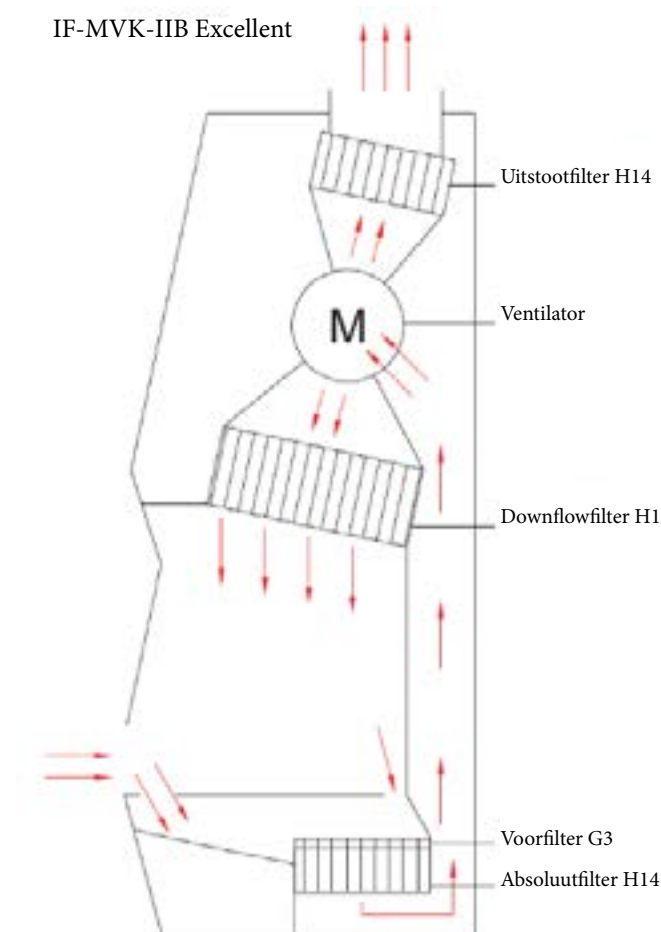 IF-MVK-IIB Excellent
Uitstootfilter H14
M
Ventilator
Downflowfilter H1
Voorfilter G3
Absoluutfilter H14